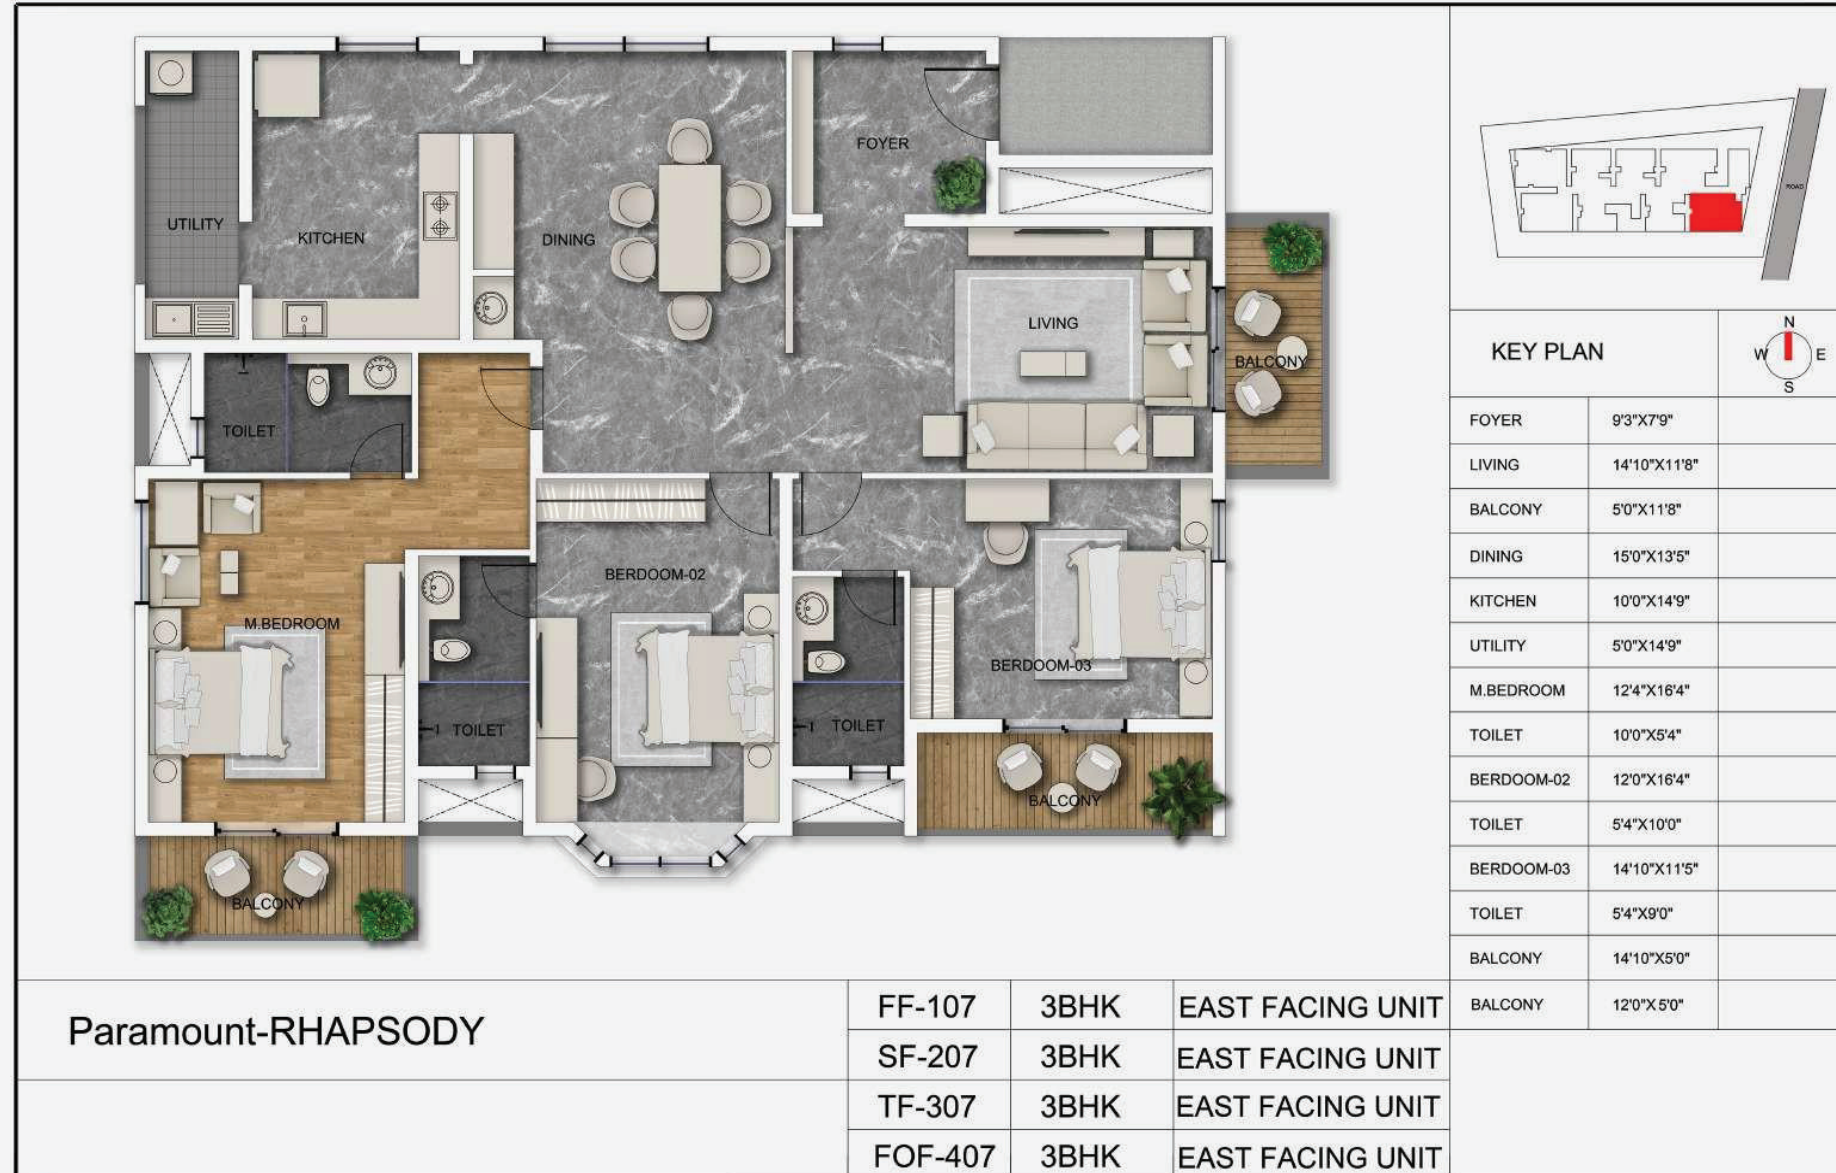 FOYER
UTILITY
KITCHEN
DINING
LIVING
BALCONY
TOILET
M.BEDROOM
BERDOOM-02
BERDOOM-03
TOILET
TOILET
BALCONY
BALCONY
ROAD
KEY PLAN
N
W E
S
FOYER 9'3"X7'9"
LIVING 14'10"X11'8"
BALCONY 5'0"X11'8"
DINING 15'0"X13'5"
KITCHEN 10'0"X14'9"
UTILITY 5'0"X14'9"
M.BEDROOM 12'4"X16'4"
TOILET 10'0"X5'4"
BERDOOM-02 12'0"X16'4"
TOILET 5'4"X10'0"
BERDOOM-03 14'10"X11'5"
TOILET 5'4"X9'0"
BALCONY 14'10"X5'0"
BALCONY 12'0"X5'0"
Paramount-RHAPSODY
FF-107 3BHK EAST FACING UNIT
SF-207 3BHK EAST FACING UNIT
TF-307 3BHK EAST FACING UNIT
FOF-407 3BHK EAST FACING UNIT